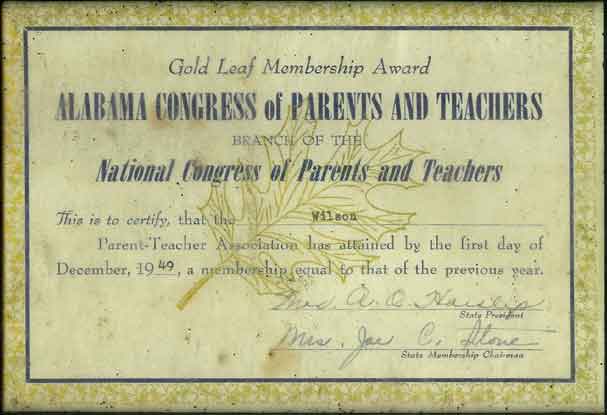 Gold Leaf Membership Award
ALABAMA CONGRESS of PARENTS AND TEACHERS
BRANCH OF THE
National Congress of Parents and Teachers
This is to certify, that the Wilson
Parent-Teacher Association has attained by the first day of
December, 1949, a membership equal to that of the previous year.
Mrs. A. O. Haislip
State President
Mrs. Joe C. Stone
State Membership Chairman